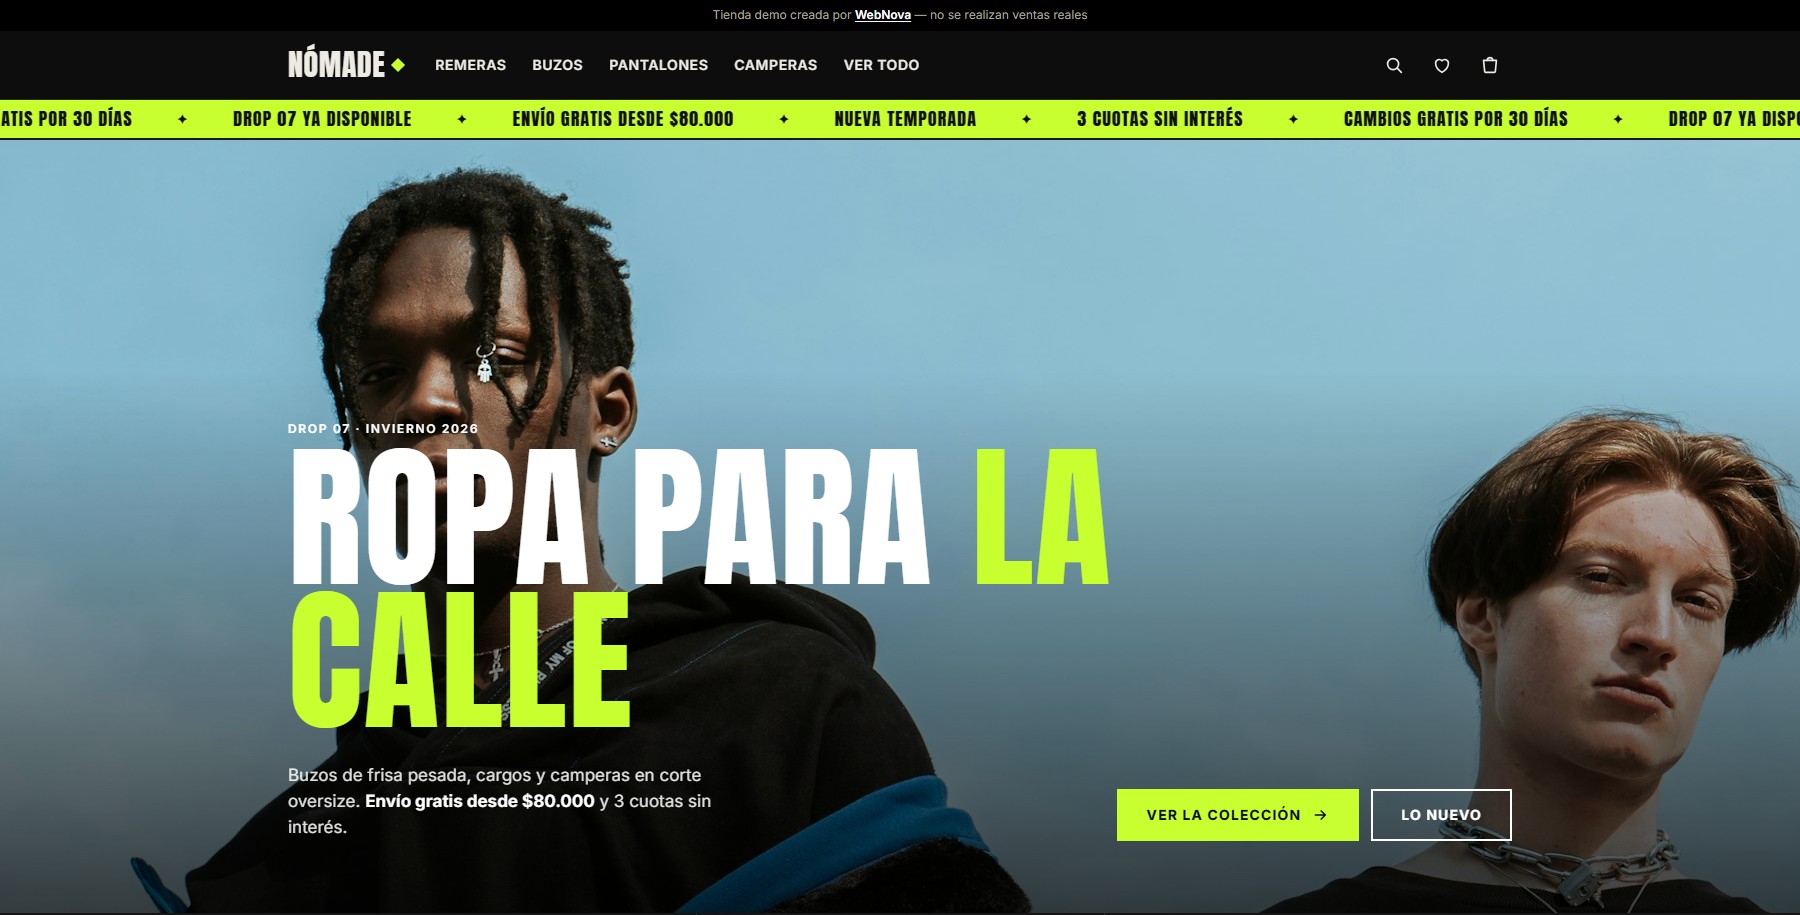 Tienda demo creada por WebNova — no se realizan ventas reales
NÓMADE
REMERAS BUZOS PANTALONES CAMPERAS VER TODO
ATIS POR 30 DÍAS ✦ DROP 07 YA DISPONIBLE ✦ ENVÍO GRATIS DESDE $80.000 ✦ NUEVA TEMPORADA ✦ 3 CUOTAS SIN INTERÉS ✦ CAMBIOS GRATIS POR 30 DÍAS ✦ DROP 07 YA DISPO
DROP 07 · INVIERNO 2026
ROPA PARA LA
CALLE
OF MY
Buzos de frisa pesada, cargos y camperas en corte
oversize. Envío gratis desde $80.000 y 3 cuotas sin
interés.
VER LA COLECCIÓN →
LO NUEVO